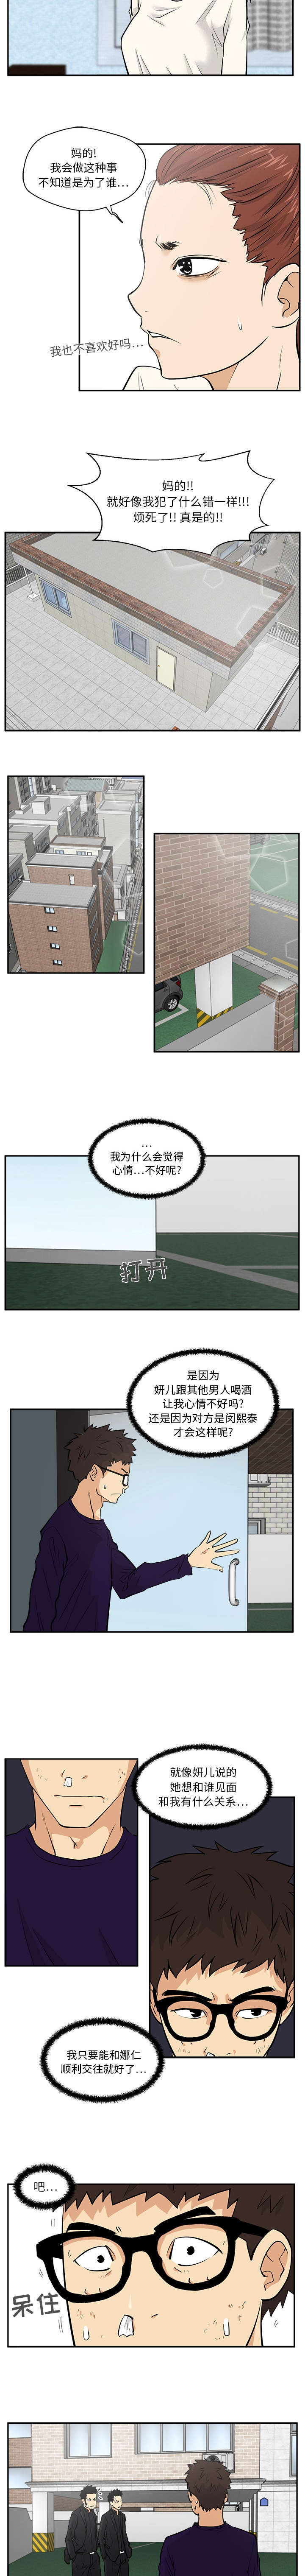 妈的!
我会做这种事
不知道是为了谁...
我也不喜欢好吗...
妈的!!
就好像我犯了什么错一样!!!
烦死了!! 真是的!!
...
我为什么会觉得
心情...不好呢?
打开
是因为
妍儿跟其他男人喝酒
让我心情不好吗?
还是因为对方是闵熙泰
才会这样呢?
就像妍儿说的
她想和谁见面
和我有什么关系...
我只要能和娜仁
顺利交往就好了...
吧...
呆住